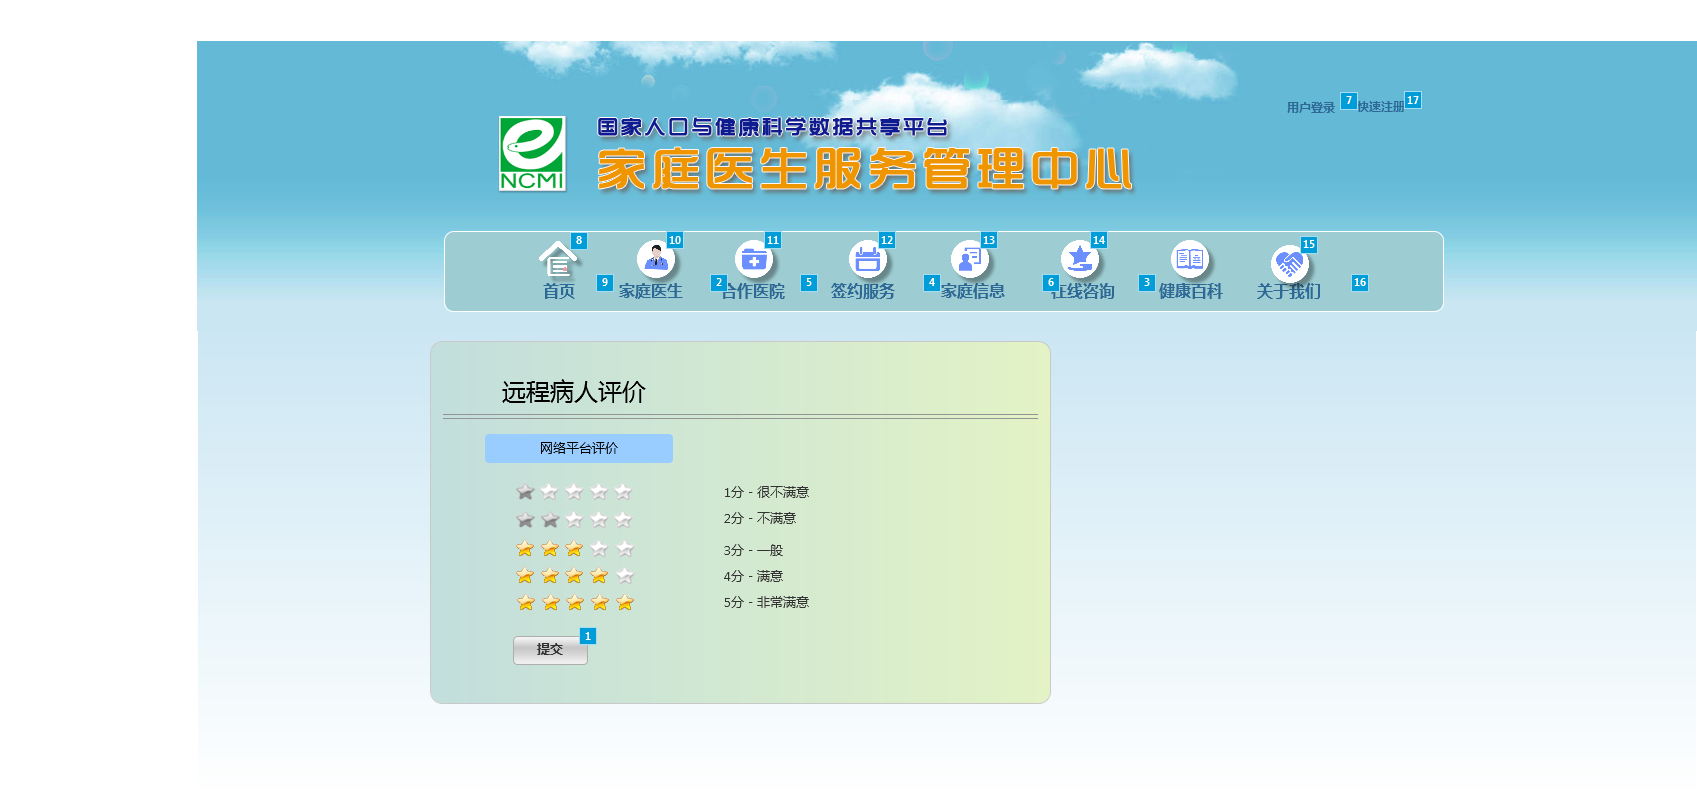 用户登录 7 快速注册 17
国家人口与健康科学数据共享平台
家庭医生服务管理中心
NCMI
8 10 11 12 13 14 15
首页 9 家庭医生 2 合作医院 5 签约服务 4 家庭信息 6 在线咨询 3 健康百科 关于我们 16
远程病人评价
网络平台评价
1分 - 很不满意
2分 - 不满意
3分 - 一般
4分 - 满意
5分 - 非常满意
提交 1